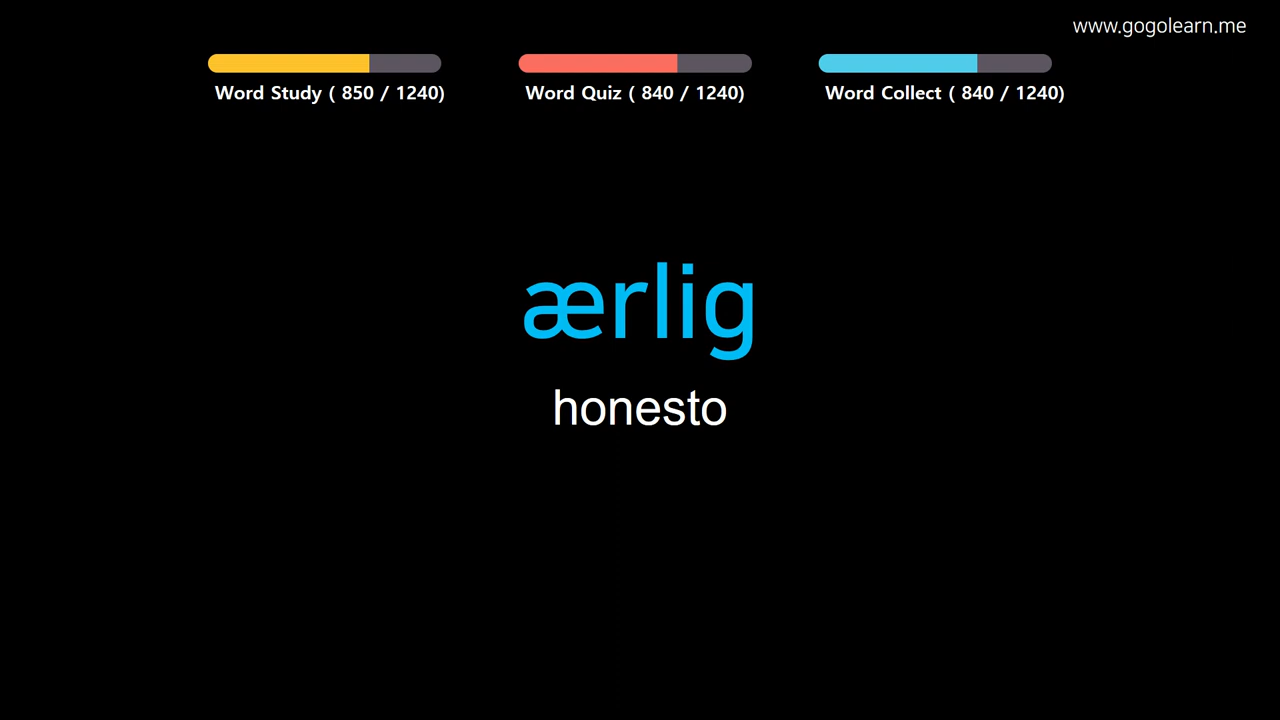 www.gogolearn.me
Word Study ( 850 / 1240)
Word Quiz ( 840 / 1240)
Word Collect ( 840 / 1240)
ærlig
honesto